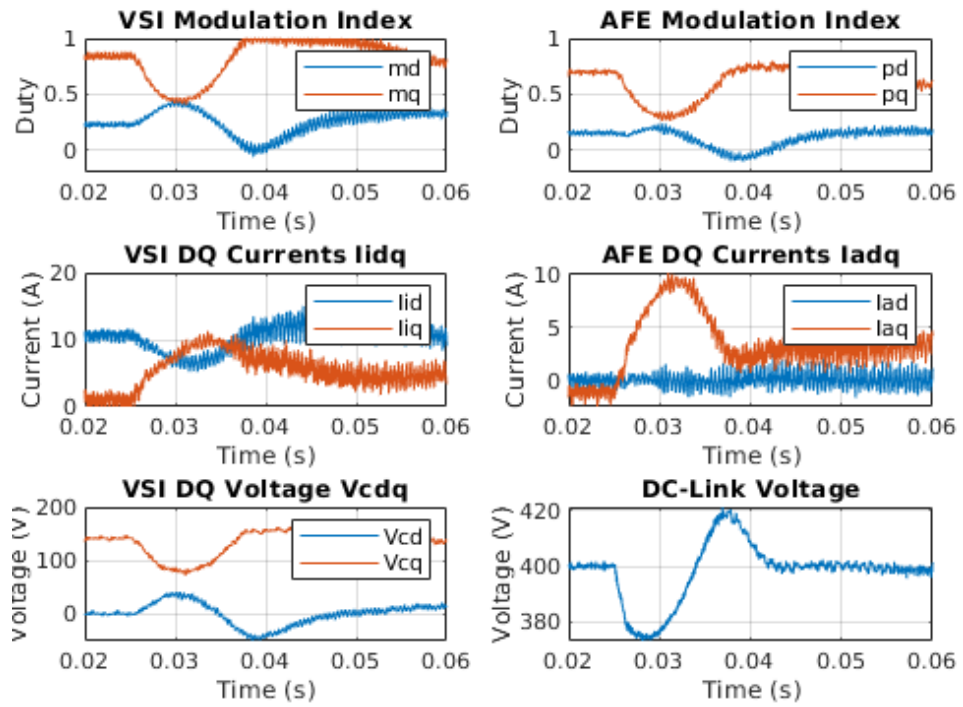 VSI Modulation Index
1
0.5
0
Duty
md
mq
0.02 0.03 0.04 0.05 0.06
Time (s)
AFE Modulation Index
1
0.5
0
Duty
pd
pq
0.02 0.03 0.04 0.05 0.06
Time (s)
VSI DQ Currents Iidq
20
10
0
Current (A)
Iid
Iiq
0.02 0.03 0.04 0.05 0.06
Time (s)
AFE DQ Currents Iadq
10
5
0
Current (A)
Iad
Iaq
0.02 0.03 0.04 0.05 0.06
Time (s)
VSI DQ Voltage Vcdq
200
100
0
Voltage (V)
Vcd
Vcq
0.02 0.03 0.04 0.05 0.06
Time (s)
DC-Link Voltage
420
400
380
Voltage (V)
0.02 0.03 0.04 0.05 0.06
Time (s)